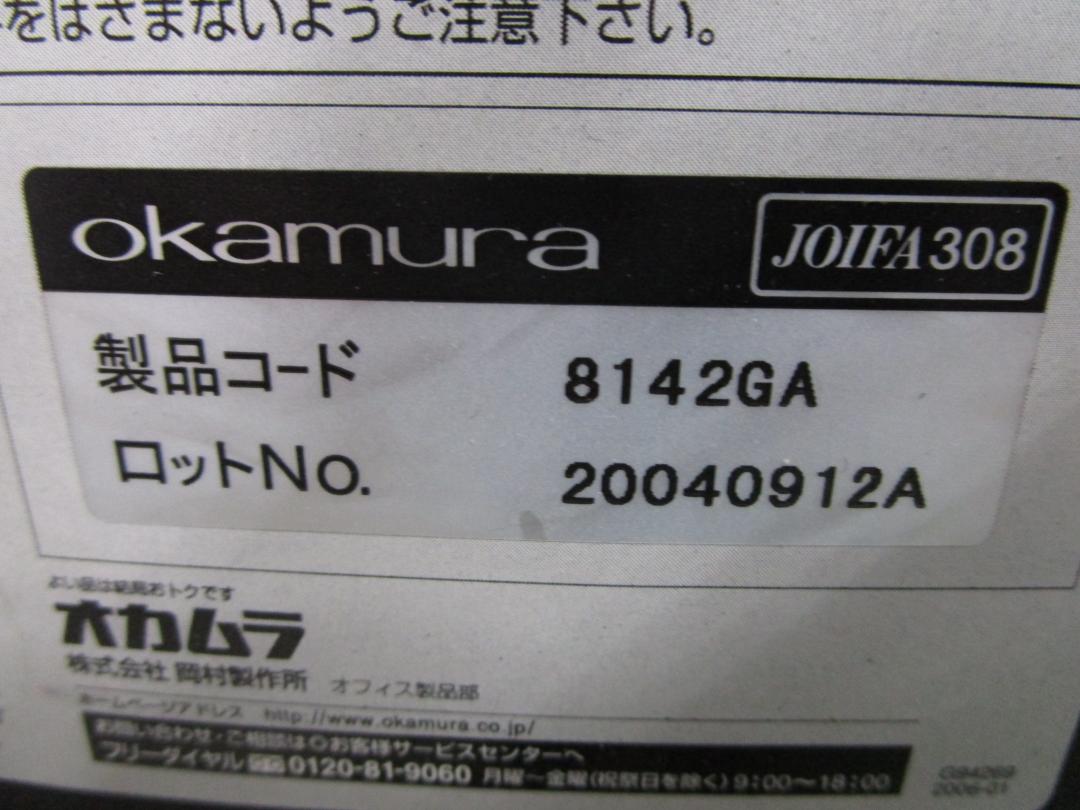 をはさまないようご注意下さい。
okamura
JOIFA308
製品コード 8142GA
ロットNo. 20040912A
よい品は結局おトクです
オカムラ
株式会社 岡村製作所 オフィス製品部
ホームページアドレス http://www.okamura.co.jp/
お問い合わせ・ご相談は◎お客様サービスセンターへ
フリーダイヤル 0120-81-9060 月曜〜金曜(祝祭日を除く)9:00〜18:00